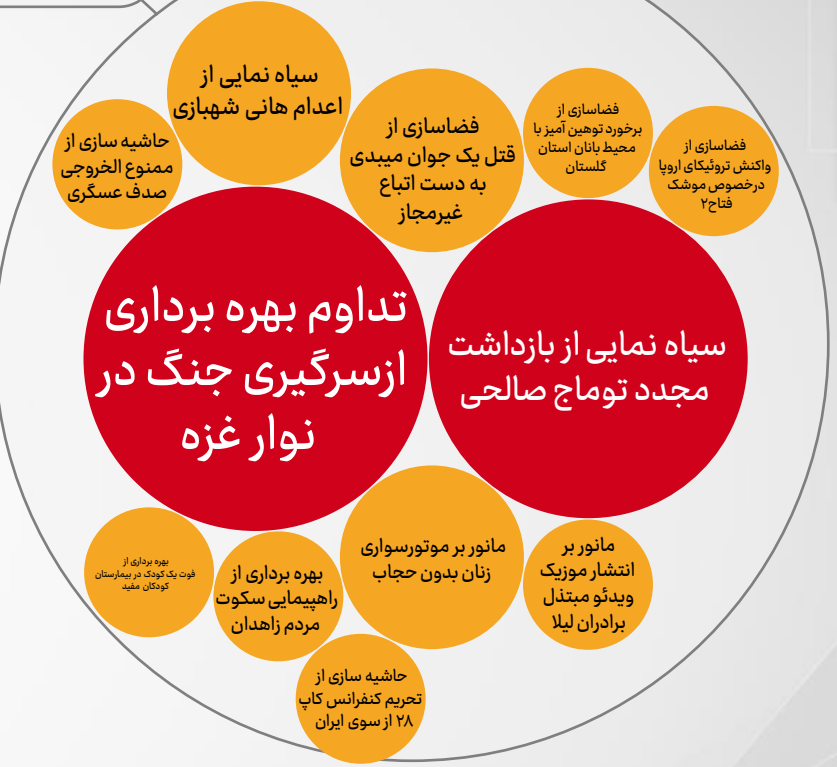 سیاه نمایی از
اعدام هانی شهبازی
فضاسازی از
برخورد توهین آمیز با
محیط بانان استان
گلستان
فضاسازی از
قتل یک جوان میبدی
به دست اتباع
غیرمجاز
حاشیه سازی از
ممنوع الخروجی
صدف عسگری
فضاسازی از
واکنش تروئیکای اروپا
درخصوص موشک
فتاح۲
تداوم بهره برداری
ازسرگیری جنگ در
نوار غزه
سیاه نمایی از بازداشت
مجدد توماج صالحی
مانور بر موتورسواری
زنان بدون حجاب
مانور بر
انتشار موزیک
ویدئو مبتذل
برادران لیلا
بهره برداری از
فوت یک کودک در بیمارستان
کودکان مفید
بهره برداری از
راهپیمایی سکوت
مردم زاهدان
حاشیه سازی از
تحریم کنفرانس کاپ
۲۸ از سوی ایران